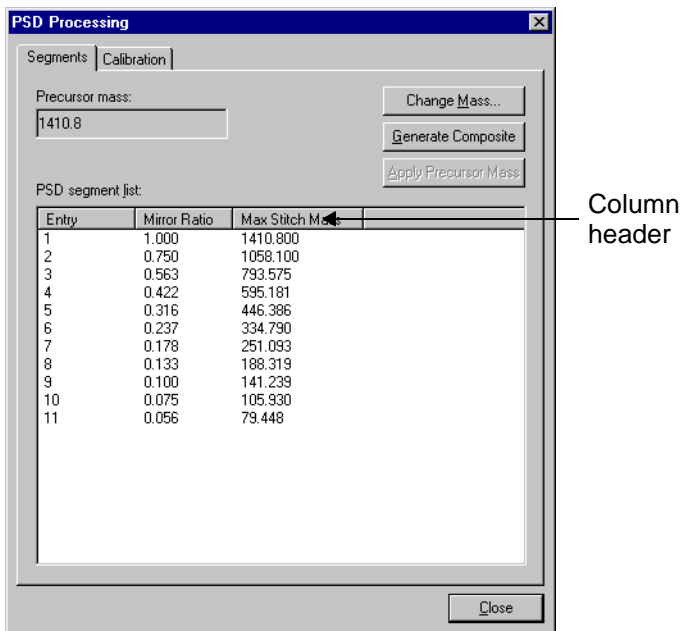 PSD Processing
Segments Calibration
Precursor mass:
1410.8
Change Mass...
Generate Composite
Apply Precursor Mass
PSD segment list:
Entry Mirror Ratio Max Stitch Mass
1 1.000 1410.800
2 0.750 1058.100
3 0.563 793.575
4 0.422 595.181
5 0.316 446.386
6 0.237 334.790
7 0.178 251.093
8 0.133 188.319
9 0.100 141.239
10 0.075 105.930
11 0.056 79.448
Column
header
Close